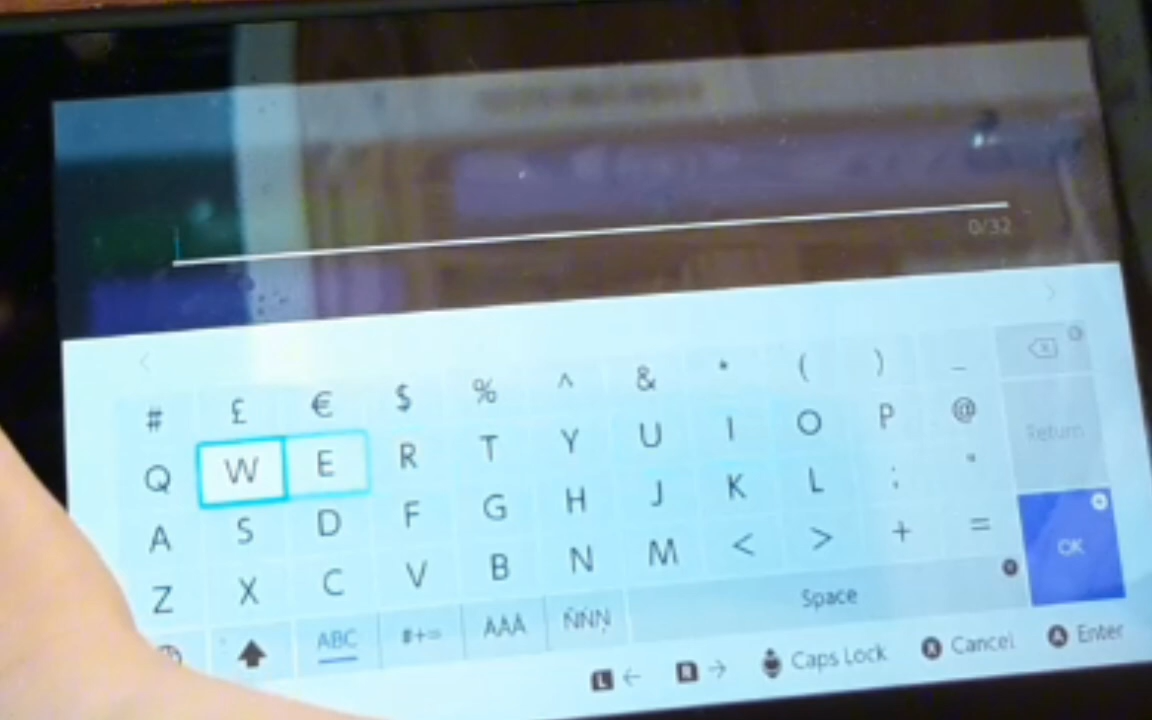 0/32
# £ € $ % ^ & * ( ) _
Q W E R T Y U I O P @
A S D F G H J K L ; "
Return
Z X C V B N M < > + =
OK
ABC #+= ÀÁÂ ÑŃŅ Space
L ← R → Caps Lock Cancel A Enter